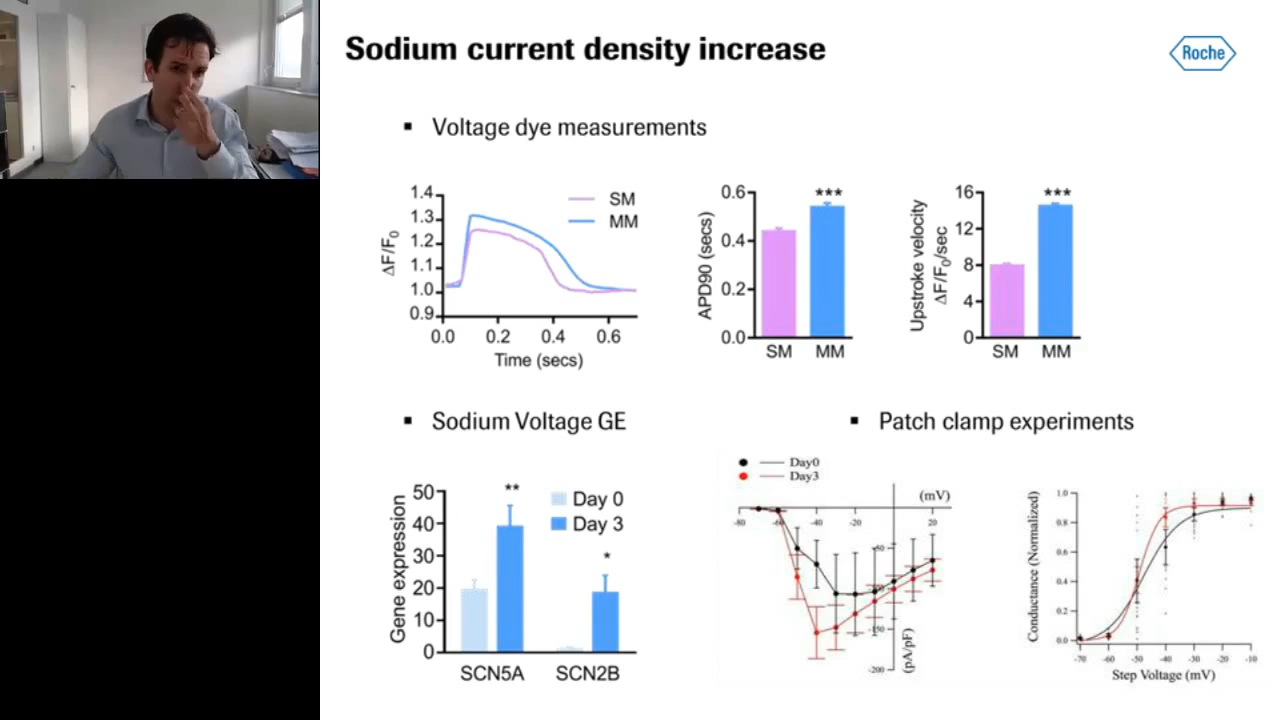 Sodium current density increase
Roche
▪ Voltage dye measurements
1.4
1.3
1.2
1.1
1.0
0.9
ΔF/F0
SM
MM
0.0 0.2 0.4 0.6
Time (secs)
0.6
0.4
0.2
0.0
APD90 (secs)
***
SM MM
16
12
8
4
0
Upstroke velocity
ΔF/F0/sec
***
SM MM
▪ Sodium Voltage GE
50
40
30
20
10
0
Gene expression
**
*
Day 0
Day 3
SCN5A SCN2B
▪ Patch clamp experiments
Day0
Day3
(mV)
-80 -60 -40 -20 20
-50
-150
-200
(pA/pF)
1.0
0.8
0.6
0.4
0.2
0.0
Conductance (Normalized)
-70 -60 -50 -40 -30 -20 -10
Step Voltage (mV)